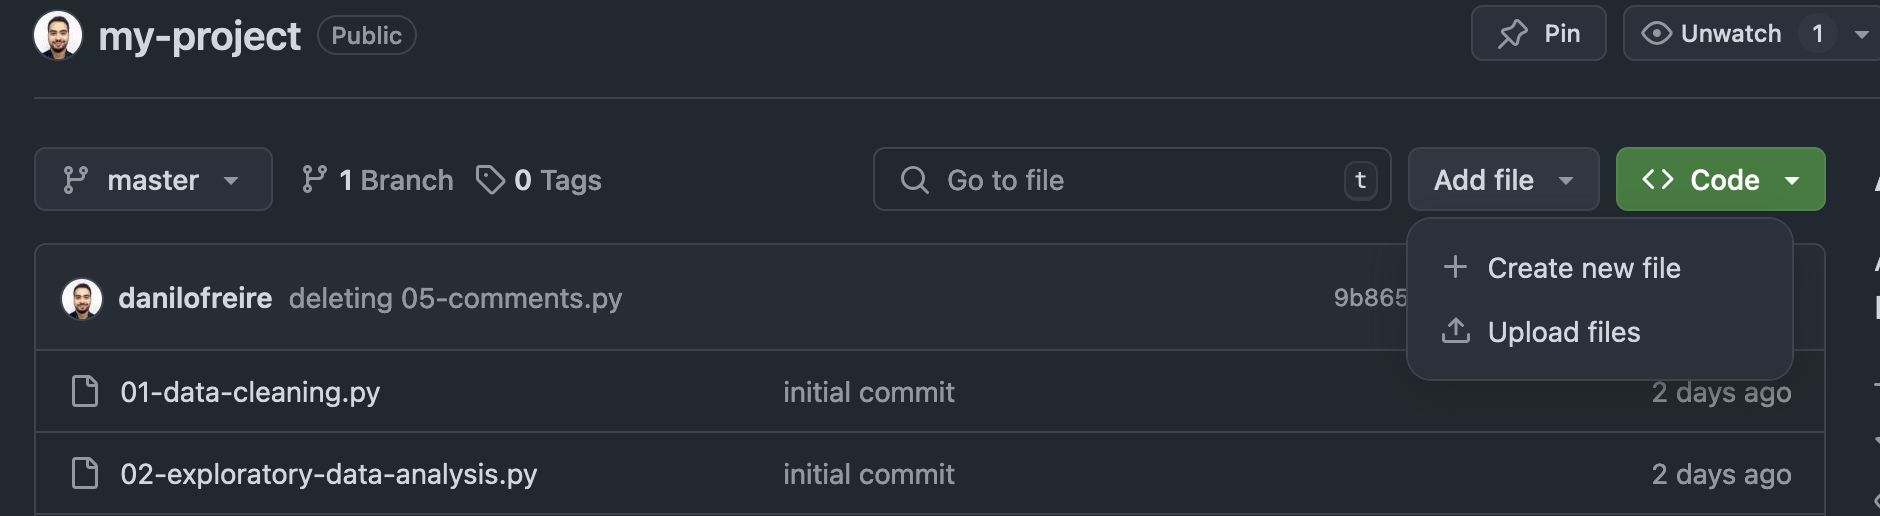 my-project Public Pin Unwatch 1
master 1 Branch 0 Tags Go to file t Add file <> Code
Create new file
Upload files
danilofreire deleting 05-comments.py 9b865
01-data-cleaning.py initial commit 2 days ago
02-exploratory-data-analysis.py initial commit 2 days ago